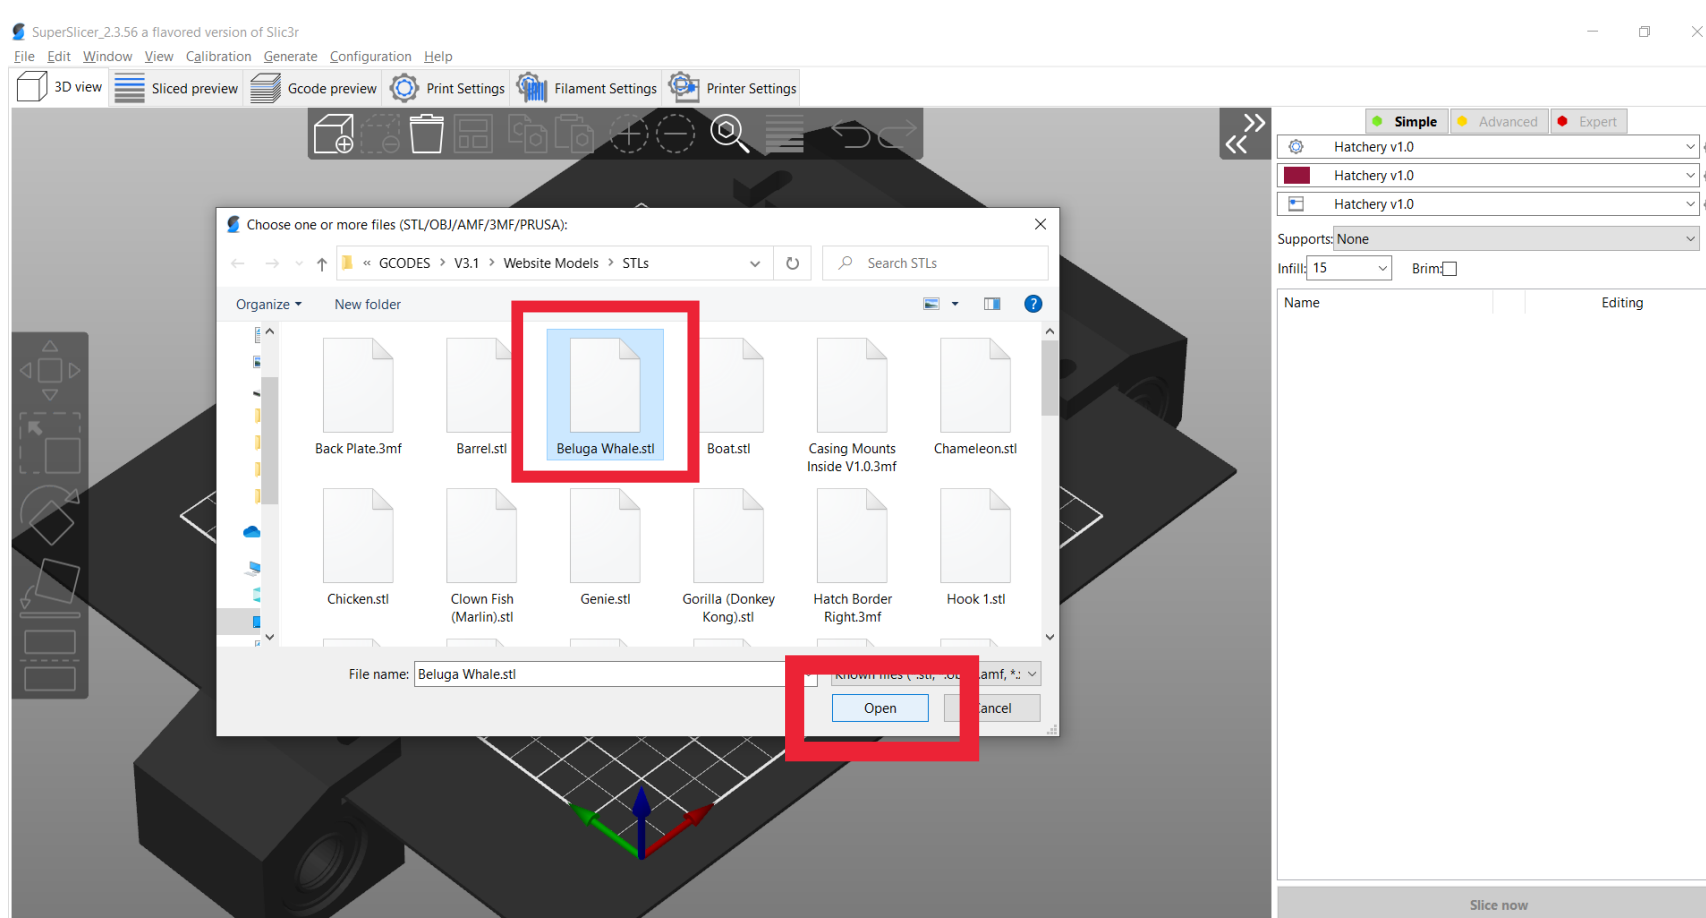 SuperSlicer_2.3.56 a flavored version of Slic3r
File Edit Window View Calibration Generate Configuration Help
3D view Sliced preview Gcode preview Print Settings Filament Settings Printer Settings
Simple Advanced Expert
Hatchery v1.0
Hatchery v1.0
Hatchery v1.0
Supports: None
Infill: 15 Brim:
Name Editing
Choose one or more files (STL/OBJ/AMF/3MF/PRUSA):
« GCODES > V3.1 > Website Models > STLs
Search STLs
Organize New folder
?
Back Plate.3mf
Barrel.stl
Beluga Whale.stl
Boat.stl
Casing Mounts
Inside V1.0.3mf
Chameleon.stl
Chicken.stl
Clown Fish
(Marlin).stl
Genie.stl
Gorilla (Donkey
Kong).stl
Hatch Border
Right.3mf
Hook 1.stl
File name: Beluga Whale.stl
Open
Slice now